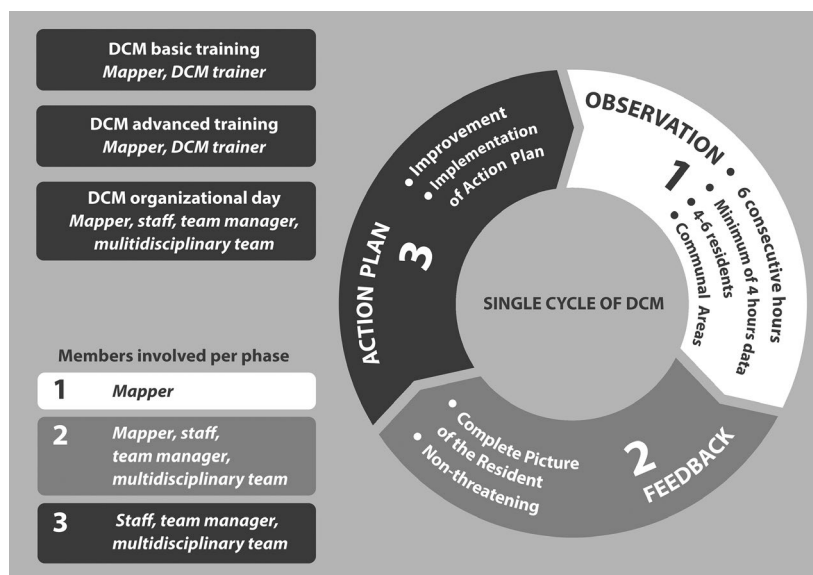 DCM basic training
Mapper, DCM trainer
DCM advanced training
Mapper, DCM trainer
DCM organizational day
Mapper, staff, team manager,
mulitidisciplinary team
Members involved per phase
1 Mapper
2 Mapper, staff,
team manager,
multidisciplinary team
3 Staff, team manager,
multidisciplinary team
SINGLE CYCLE OF DCM
OBSERVATION
1
• 6 consecutive hours
• Minimum of 4 hours data
• 4-6 residents
• Communal Areas
2
FEEDBACK
• Complete Picture
of the Resident
• Non-threatening
ACTION PLAN
3
• Improvement
• Implementation
of Action Plan